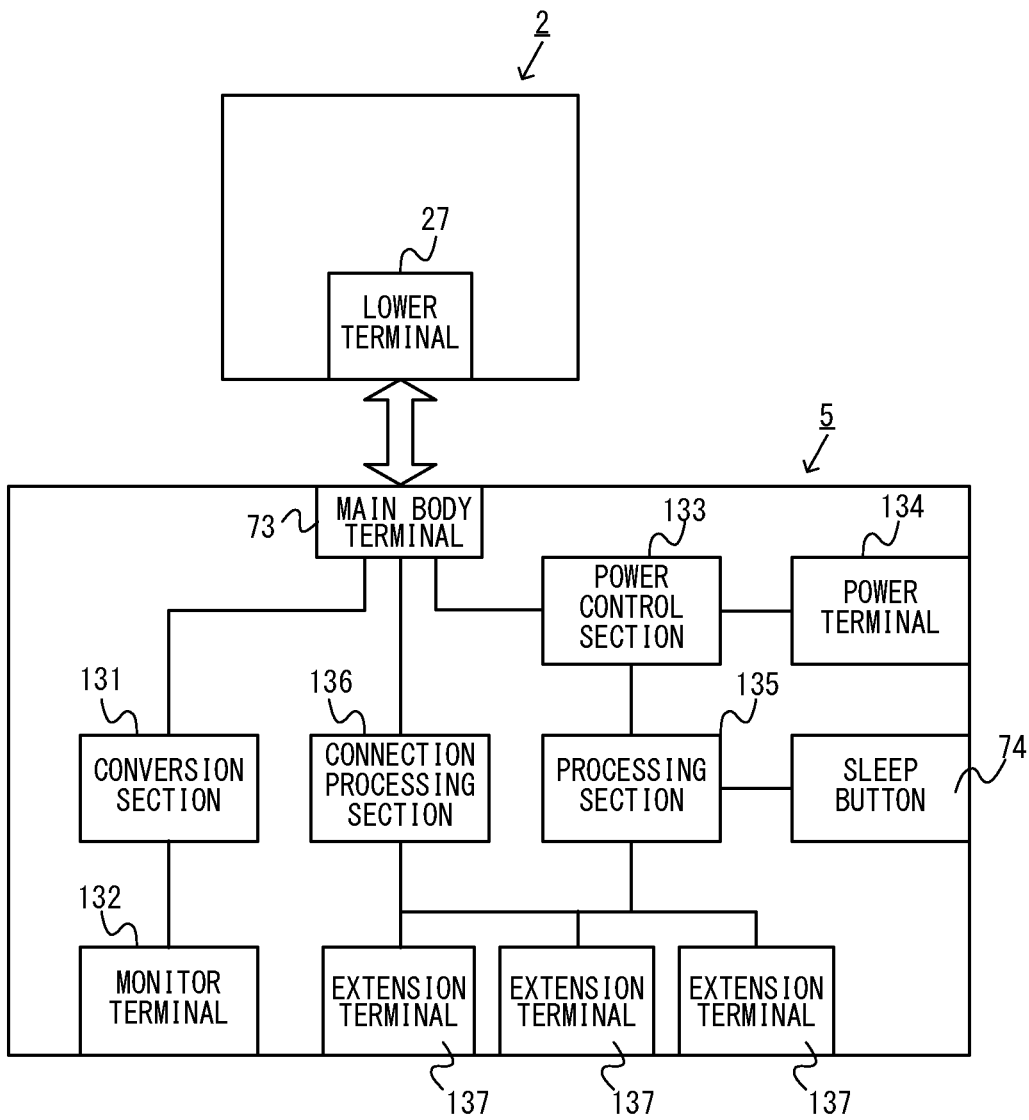 2
27
LOWER
TERMINAL
5
73
MAIN BODY
TERMINAL
133
134
POWER
CONTROL
SECTION
POWER
TERMINAL
131
136
135
74
CONVERSION
SECTION
CONNECTION
PROCESSING
SECTION
PROCESSING
SECTION
SLEEP
BUTTON
132
MONITOR
TERMINAL
EXTENSION
TERMINAL
EXTENSION
TERMINAL
EXTENSION
TERMINAL
137
137
137